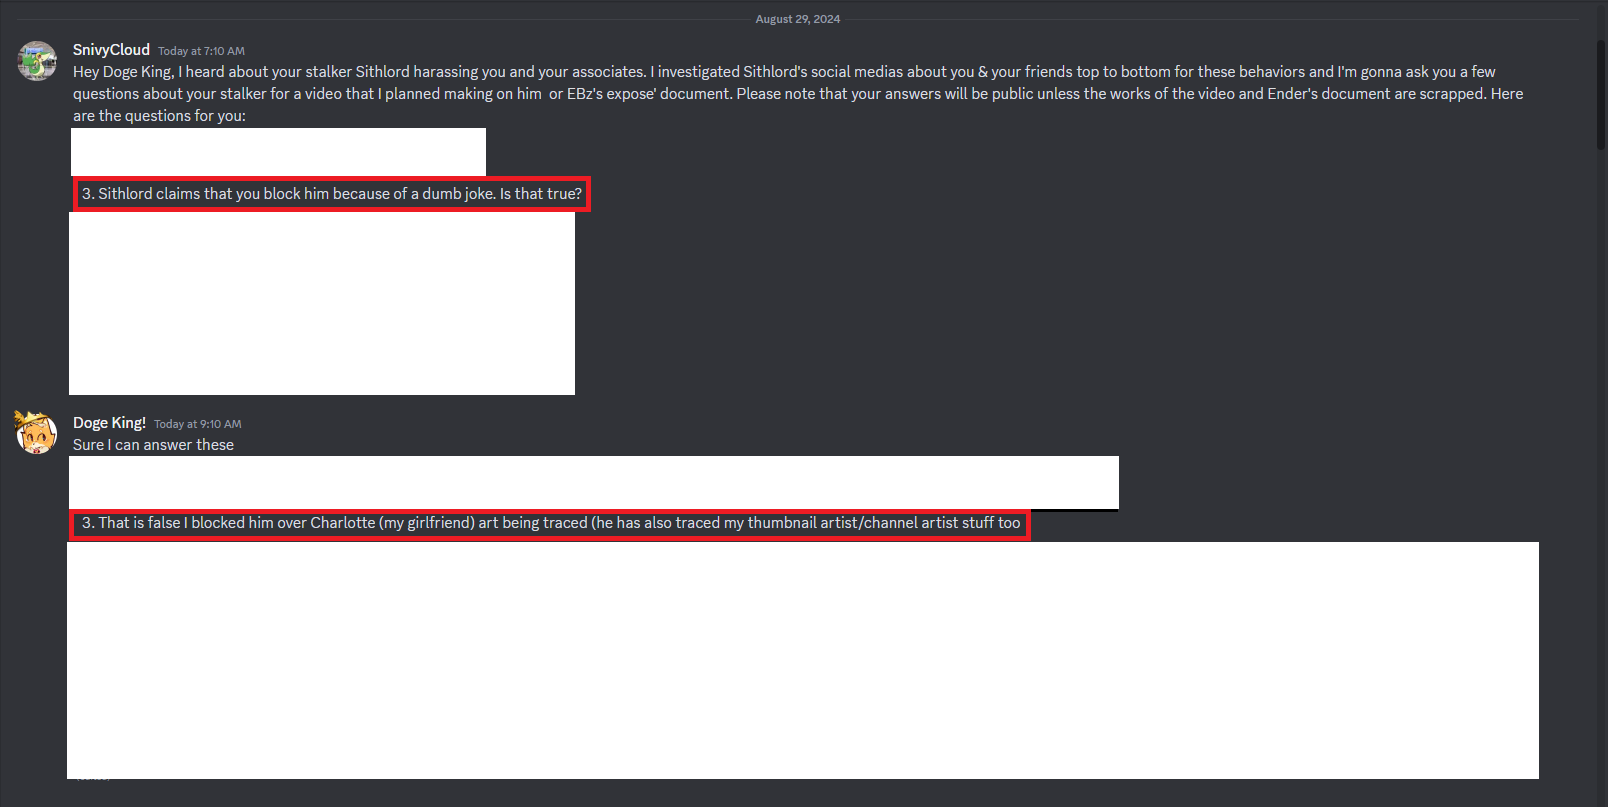 August 29, 2024
SnivyCloud Today at 7:10 AM
Hey Doge King, I heard about your stalker Sithlord harassing you and your associates. I investigated Sithlord's social medias about you & your friends top to bottom for these behaviors and I'm gonna ask you a few
questions about your stalker for a video that I planned making on him  or EBz's expose' document. Please note that your answers will be public unless the works of the video and Ender's document are scrapped. Here
are the questions for you:
3. Sithlord claims that you block him because of a dumb joke. Is that true?
Doge King! Today at 9:10 AM
Sure I can answer these
3. That is false I blocked him over Charlotte (my girlfriend) art being traced (he has also traced my thumbnail artist/channel artist stuff too